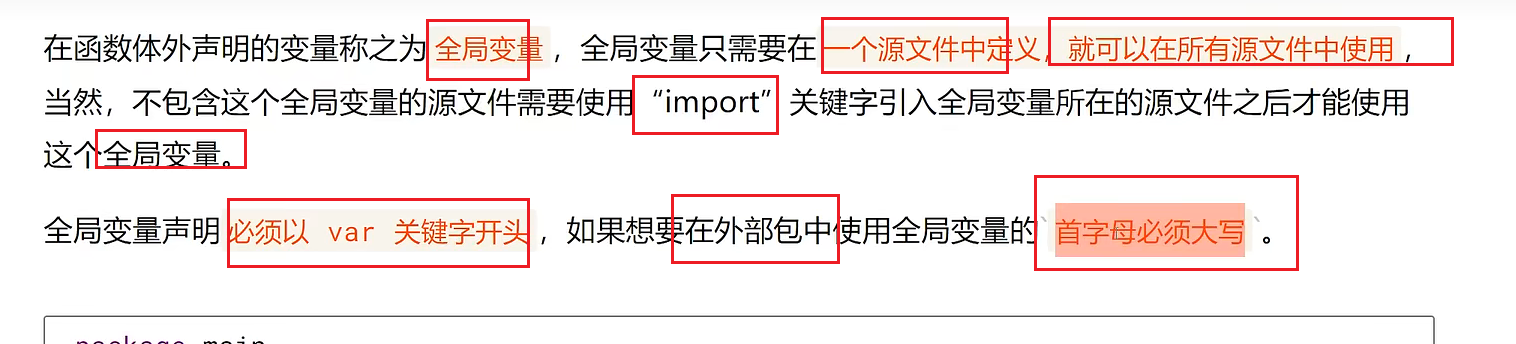 在函数体外声明的变量称之为 全局变量 ，全局变量只需要在 一个源文件中定义，就可以在所有源文件中使用 ，
当然，不包含这个全局变量的源文件需要使用“import”关键字引入全局变量所在的源文件之后才能使用
这个全局变量。
全局变量声明 必须以 var 关键字开头 ，如果想要在外部包中使用全局变量的`首字母必须大写`。
package main